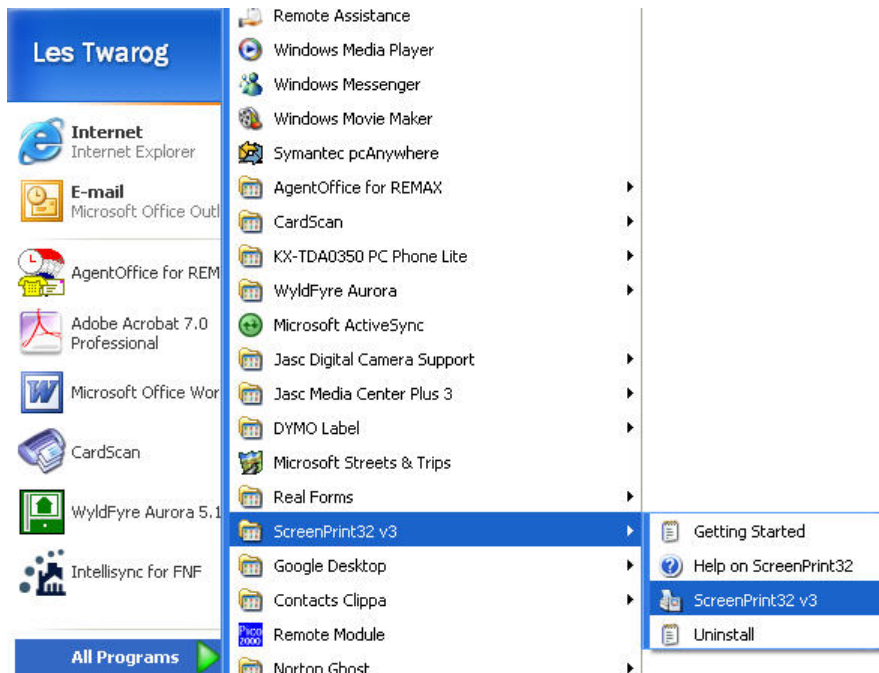 Les Twarog
Internet
Internet Explorer
E-mail
Microsoft Office Outl
AgentOffice for REM
Adobe Acrobat 7.0
Professional
Microsoft Office Wor
CardScan
WyldFyre Aurora 5.1
Intellisync for FNF
All Programs
Remote Assistance
Windows Media Player
Windows Messenger
Windows Movie Maker
Symantec pcAnywhere
AgentOffice for REMAX
CardScan
KX-TDA0350 PC Phone Lite
WyldFyre Aurora
Microsoft ActiveSync
Jasc Digital Camera Support
Jasc Media Center Plus 3
DYMO Label
Microsoft Streets & Trips
Real Forms
ScreenPrint32 v3
Google Desktop
Contacts Clippa
Pico
2000
Remote Module
Norton Ghost
Getting Started
Help on ScreenPrint32
ScreenPrint32 v3
Uninstall